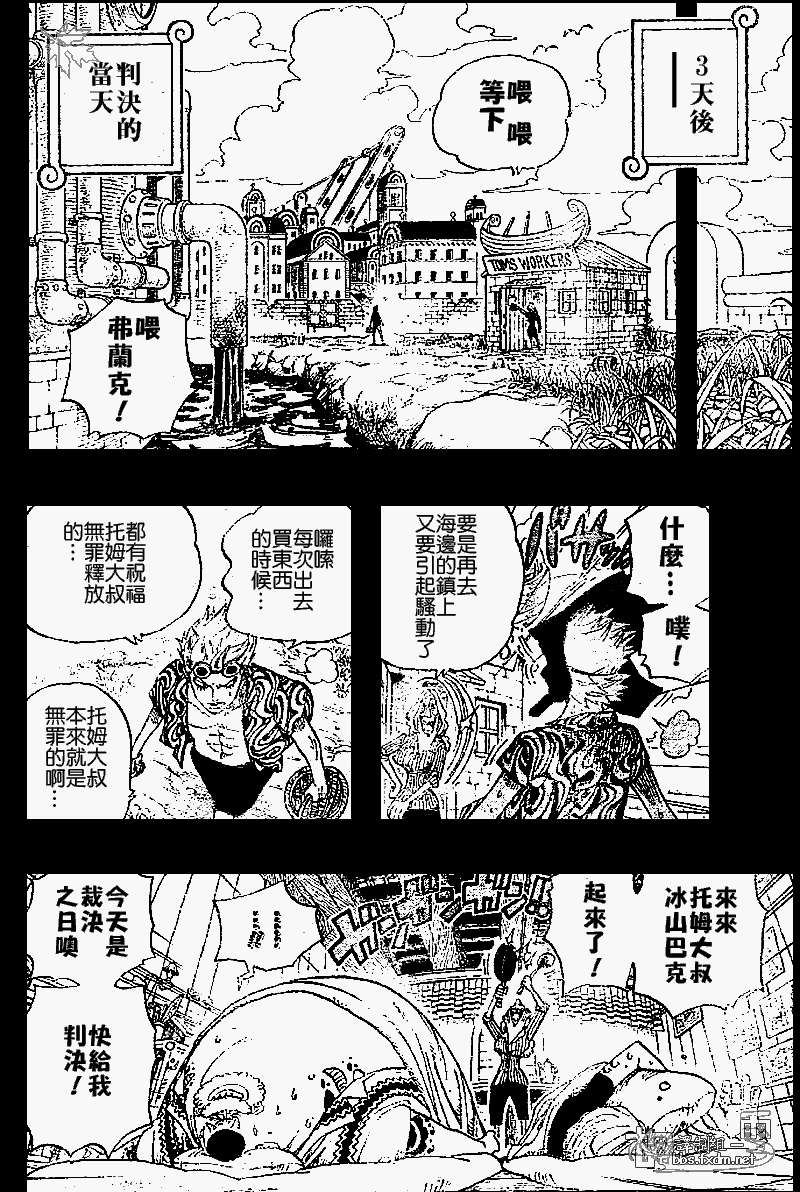 3天後
——
喂喂
等下
判決的
當天
TOM'S WORKERS
喂
弗蘭克！
什麼…噗！
要是再去
海邊的鎮上
又要引起騷動了
囉嗦
每次出去
買東西
的時候…
都有祝福
托姆大叔
無罪釋放
的…
托姆大叔
本來就是
無罪的啊…
來來
托姆大叔
冰山巴克
起來了！
今天是
裁決
之日噢
快給我
判決！
bbs.fxdm.net